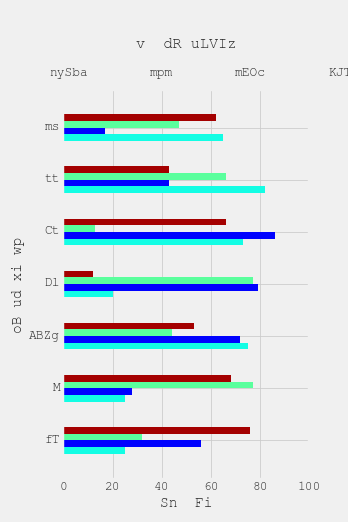 v  dR uLVIz
nySba mpm mEOc KJT
ms
tt
Ct
Dl
ABZg
M
fT
oB ud xi wp
0 20 40 60 80 100
Sn  Fi